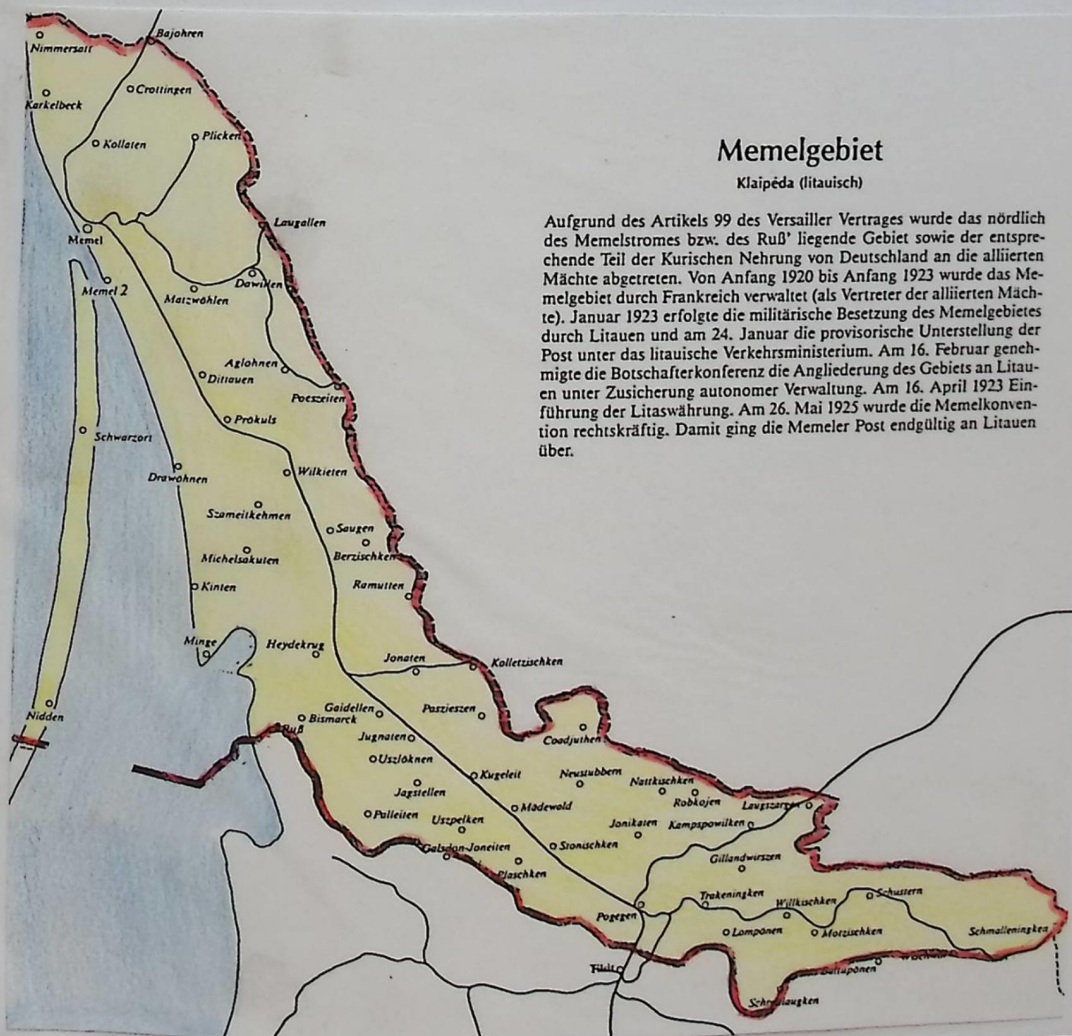 Memelgebiet
Klaipėda (litauisch)
Aufgrund des Artikels 99 des Versailler Vertrages wurde das nördlich
des Memelstromes bzw. des Ruß' liegende Gebiet sowie der entspre-
chende Teil der Kurischen Nehrung von Deutschland an die alliierten
Mächte abgetreten. Von Anfang 1920 bis Anfang 1923 wurde das Me-
melgebiet durch Frankreich verwaltet (als Vertreter der alliierten Mäch-
te). Januar 1923 erfolgte die militärische Besetzung des Memelgebietes
durch Litauen und am 24. Januar die provisorische Unterstellung der
Post unter das litauische Verkehrsministerium. Am 16. Februar geneh-
migte die Botschafterkonferenz die Angliederung des Gebiets an Litau-
en unter Zusicherung autonomer Verwaltung. Am 16. April 1923 Ein-
führung der Litaswährung. Am 26. Mai 1925 wurde die Memelkonven-
tion rechtskräftig. Damit ging die Memeler Post endgültig an Litauen
über.
Bajohren
Nimmersatt
Crottingen
Karkelbeck
Plicken
Kollaten
Laugallen
Memel
Dawillen
Memel 2
Matzwöhlen
Aglohnen
Dittauen
Poeszeiten
Prökuls
Schwarzort
Wilkieten
Drawöhnen
Szameitkehmen
Saugen
Berzischken
Michelsakuten
Ramutten
Kinten
Minge
Heydekrug
Jonaten
Kolletzischken
Gaidellen
Paszieszen
Nidden
Bismarck
Ruß
Jugnaten
Coadjuthen
Uszlöknen
Kugeleit
Neustubbern
Nattkischken
Jagstellen
Robkojen
Mädewald
Palleiten
Uszpelken
Jonikaten
Kampspowilken
Galsdon-Joneiten
Stonischken
Gillandwirszen
Plaschken
Trakeningken
Willkischken
Schustern
Pogegen
Lompönen
Motzischken
Schmalleningken